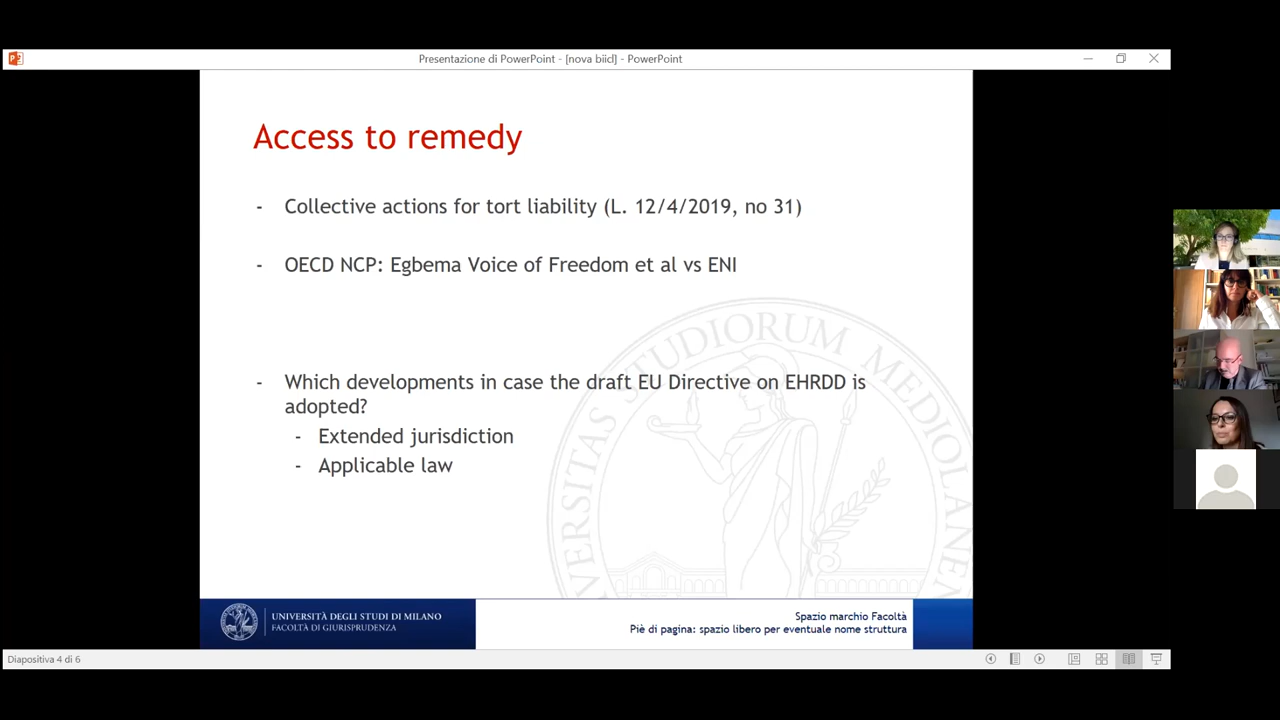 Presentazione di PowerPoint - [nova biicl] - PowerPoint
Access to remedy
- Collective actions for tort liability (L. 12/4/2019, no 31)
- OECD NCP: Egbema Voice of Freedom et al vs ENI
- Which developments in case the draft EU Directive on EHRDD is
adopted?
- Extended jurisdiction
- Applicable law
UNIVERSITAS STUDIORUM MEDIOLANENSIS
UNIVERSITÀ DEGLI STUDI DI MILANO
FACOLTÀ DI GIURISPRUDENZA
Spazio marchio Facoltà
Piè di pagina: spazio libero per eventuale nome struttura
Diapositiva 4 di 6